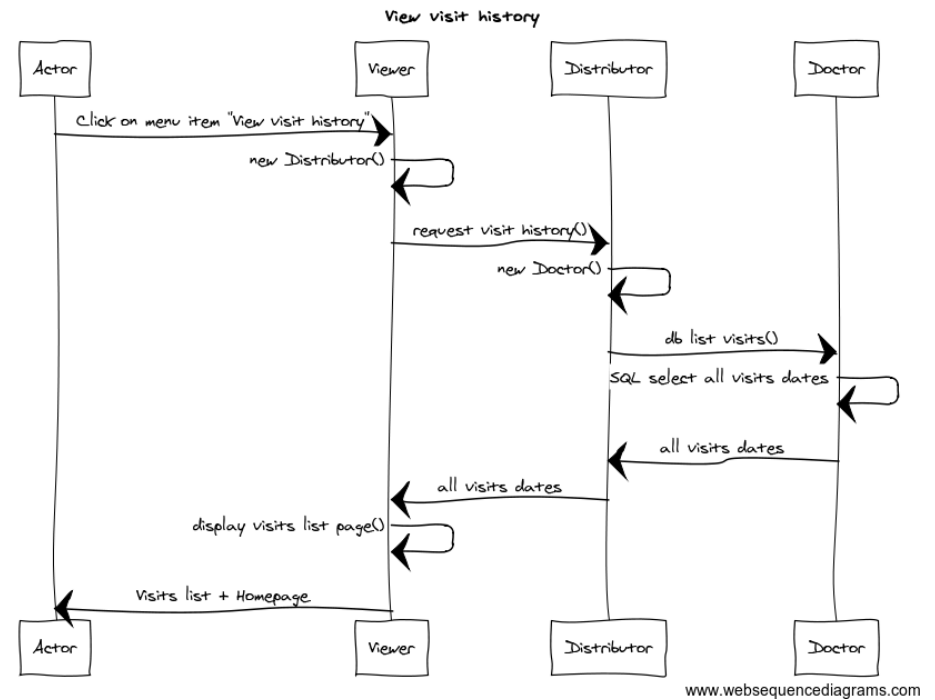 View visit history
Actor
Viewer
Distributor
Doctor
Click on menu item "View visit history"
new Distributor()
request visit history()
new Doctor()
db list visits()
SQL select all visits dates
all visits dates
all visits dates
display visits list page()
Visits list + Homepage
Actor
Viewer
Distributor
Doctor
www.websequencediagrams.com